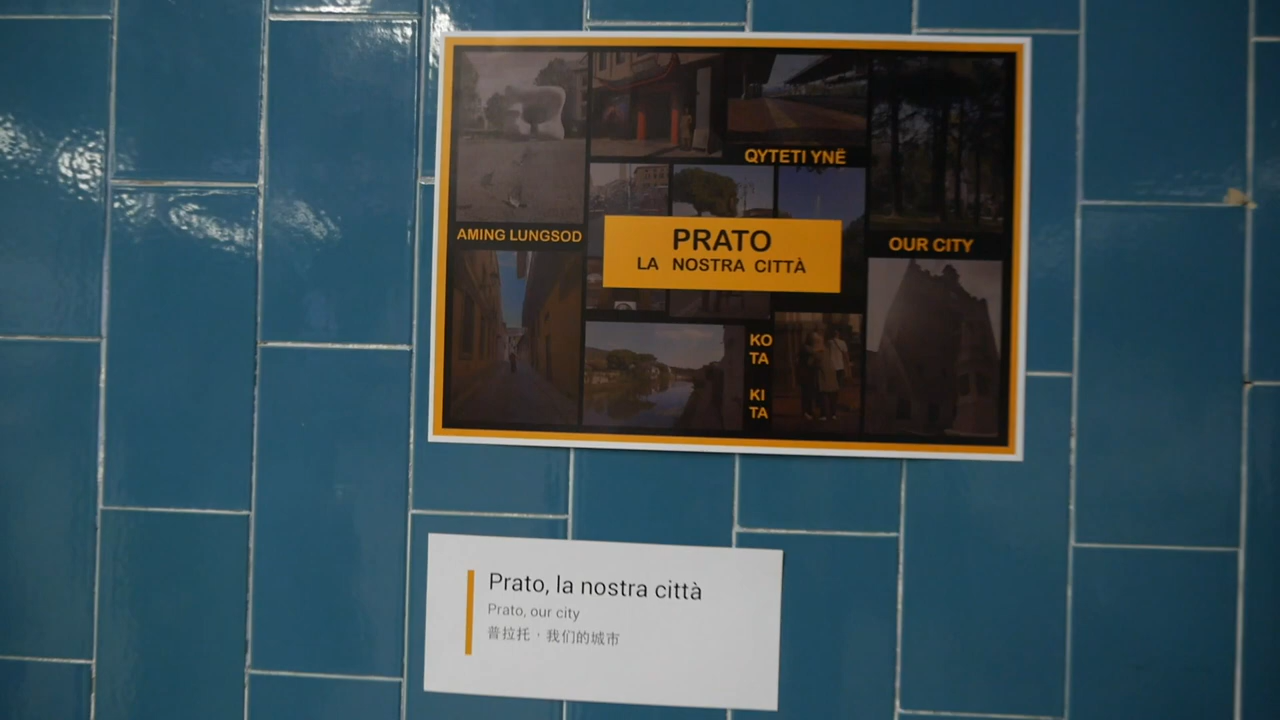 QYTETI YNË
AMING LUNGSOD
OUR CITY
PRATO
LA NOSTRA CITTÀ
KO
TA
KI
TA
Prato, la nostra città
Prato, our city
普拉托，我们的城市